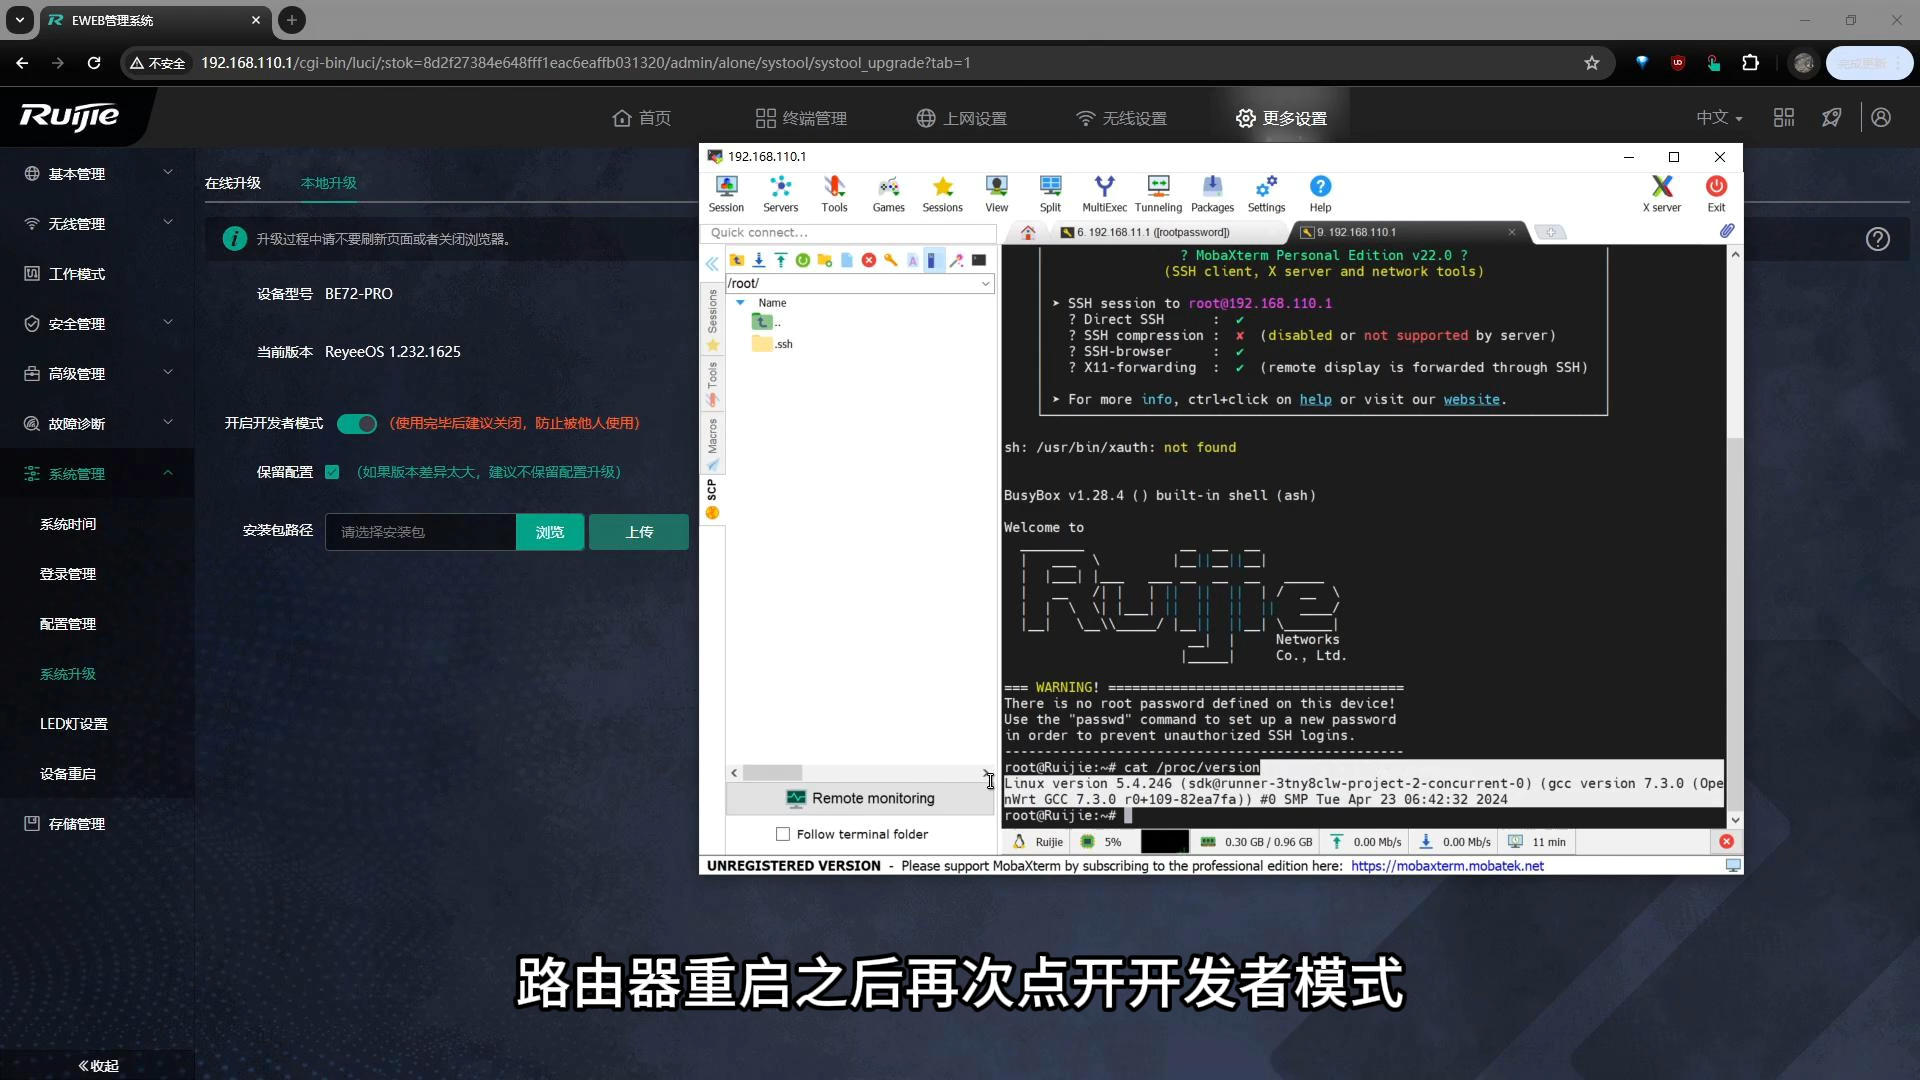 EWEB管理系统
不安全
192.168.110.1/cgi-bin/luci/;stok=8d2f27384e648fff1eac6eaffb031320/admin/alone/systool/systool_upgrade?tab=1
完成更新
Ruijie
首页
终端管理
上网设置
无线设置
更多设置
中文
基本管理
无线管理
工作模式
安全管理
高级管理
故障诊断
系统管理
系统时间
登录管理
配置管理
系统升级
LED灯设置
设备重启
存储管理
«收起
在线升级
本地升级
升级过程中请不要刷新页面或者关闭浏览器。
设备型号 BE72-PRO
当前版本 ReyeeOS 1.232.1625
开启开发者模式 (使用完毕后建议关闭，防止被他人使用)
保留配置 (如果版本差异太大，建议不保留配置升级)
安装包路径 请选择安装包 浏览 上传
192.168.110.1
Session Servers Tools Games Sessions View Split MultiExec Tunneling Packages Settings Help X server Exit
Quick connect...
6. 192.168.11.1 ([rootpassword])
9. 192.168.110.1
Sessions
Tools
Macros
SCP
/root/
Name
..
.ssh
Remote monitoring
Follow terminal folder
? MobaXterm Personal Edition v22.0 ?
(SSH client, X server and network tools)
➤ SSH session to root@192.168.110.1
? Direct SSH : ✔
? SSH compression : ✘ (disabled or not supported by server)
? SSH-browser : ✔
? X11-forwarding : ✔ (remote display is forwarded through SSH)
➤ For more info, ctrl+click on help or visit our website.
sh: /usr/bin/xauth: not found
BusyBox v1.28.4 () built-in shell (ash)
Welcome to
Ruijie
Networks
Co., Ltd.
=== WARNING! =====================================
There is no root password defined on this device!
Use the "passwd" command to set up a new password
in order to prevent unauthorized SSH logins.
--------------------------------------------------
root@Ruijie:~# cat /proc/version
Linux version 5.4.246 (sdk@runner-3tny8clw-project-2-concurrent-0) (gcc version 7.3.0 (Ope
nWrt GCC 7.3.0 r0+109-82ea7fa)) #0 SMP Tue Apr 23 06:42:32 2024
root@Ruijie:~#
Ruijie 5% 0.30 GB / 0.96 GB 0.00 Mb/s 0.00 Mb/s 11 min
UNREGISTERED VERSION - Please support MobaXterm by subscribing to the professional edition here: https://mobaxterm.mobatek.net
路由器重启之后再次点开开发者模式